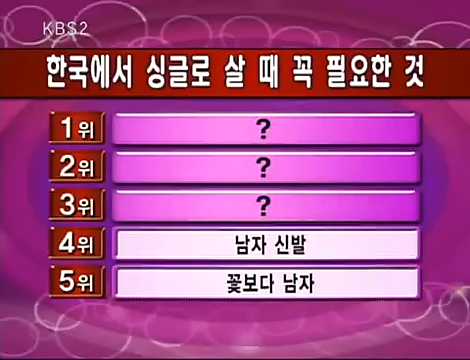 KBS2
한국에서 싱글로 살 때 꼭 필요한 것
1위 ?
2위 ?
3위 ?
4위 남자 신발
5위 꽃보다 남자